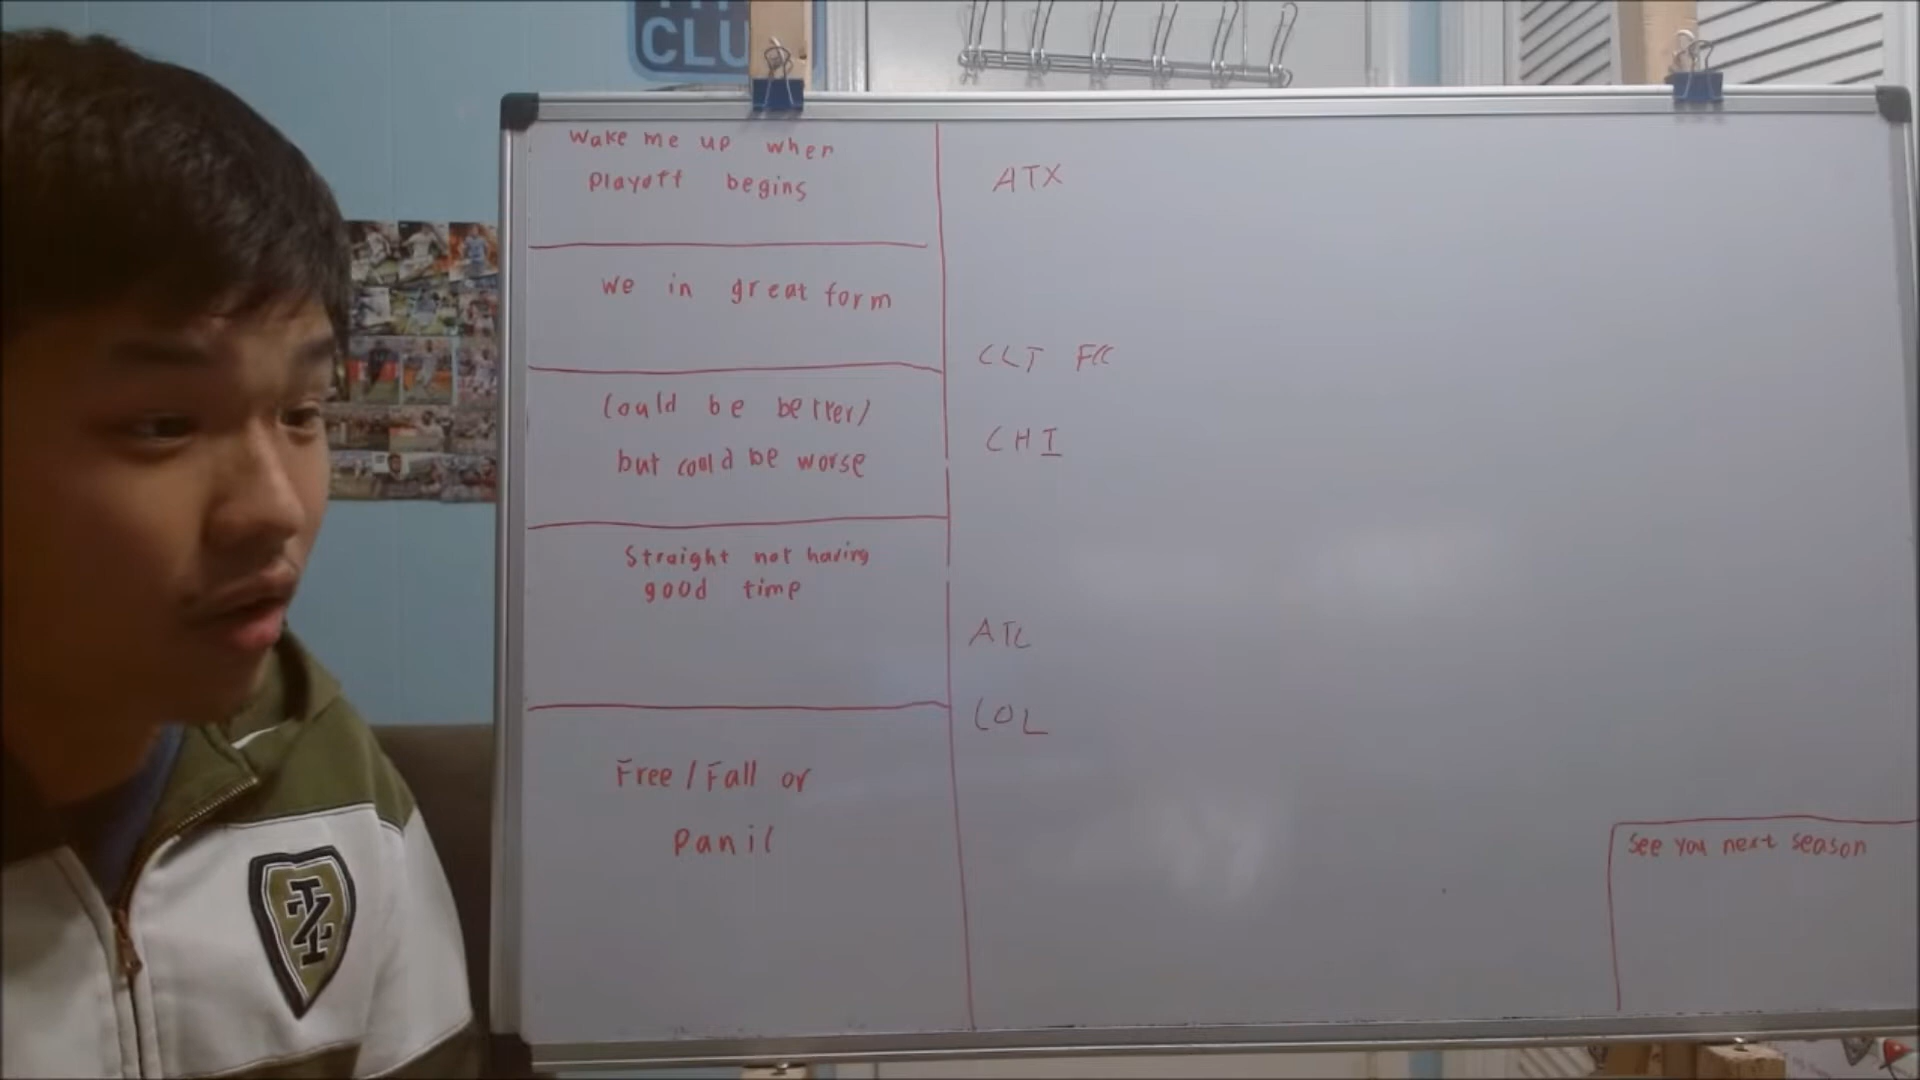 CLU
Wake me up when
playoff begins
ATX
we in great form
CLT FCC
Could be better/
but could be worse
CHI
Straight not having
good time
ATL
COL
Free/Fall or
Panic
See you next season